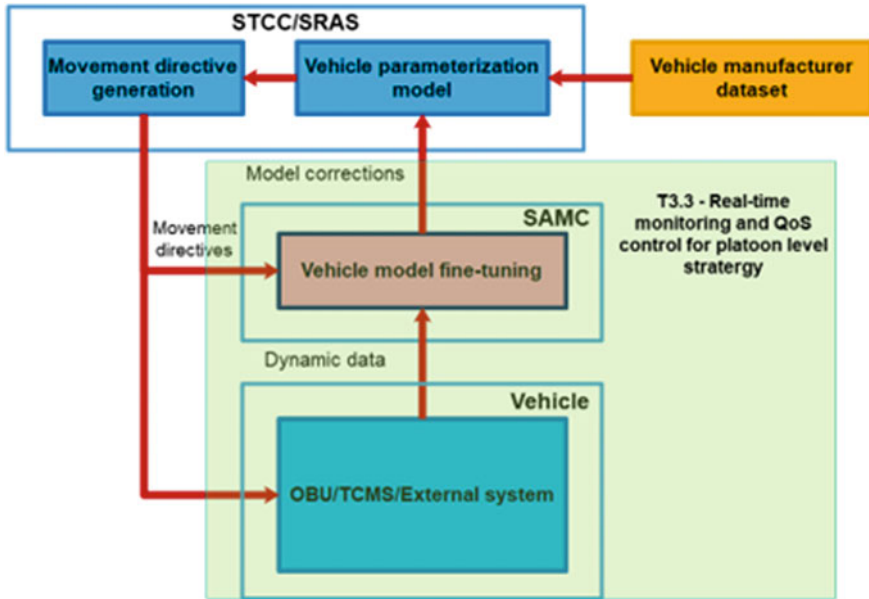 STCC/SRAS
Movement directive
generation
Vehicle parameterization
model
Vehicle manufacturer
dataset
Model corrections
T3.3 - Real-time
monitoring and QoS
control for platoon level
stratergy
SAMC
Movement
directives
Vehicle model fine-tuning
Dynamic data
Vehicle
OBU/TCMS/External system